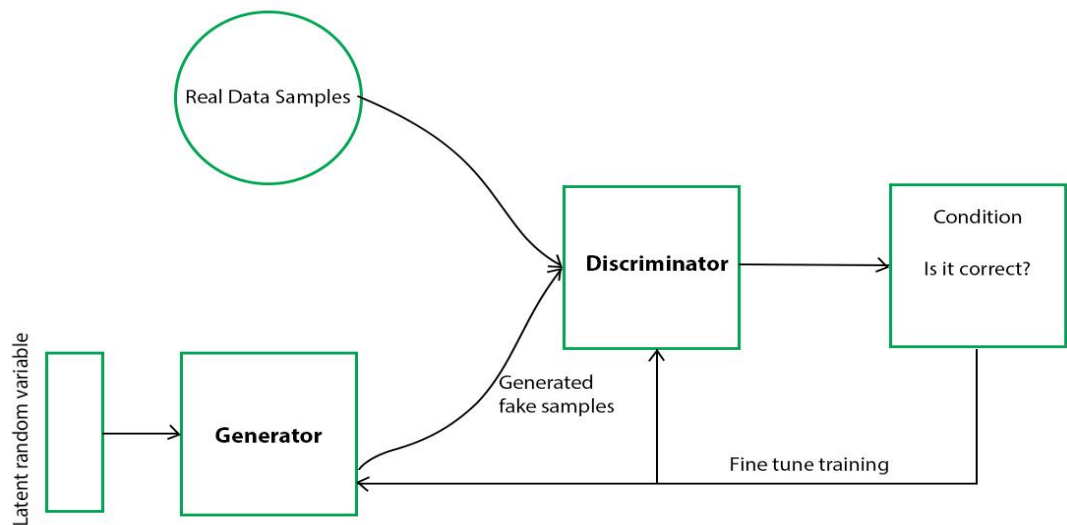 Real Data Samples
Condition
Is it correct?
Discriminator
Latent random variable
Generator
Generated
fake samples
Fine tune training